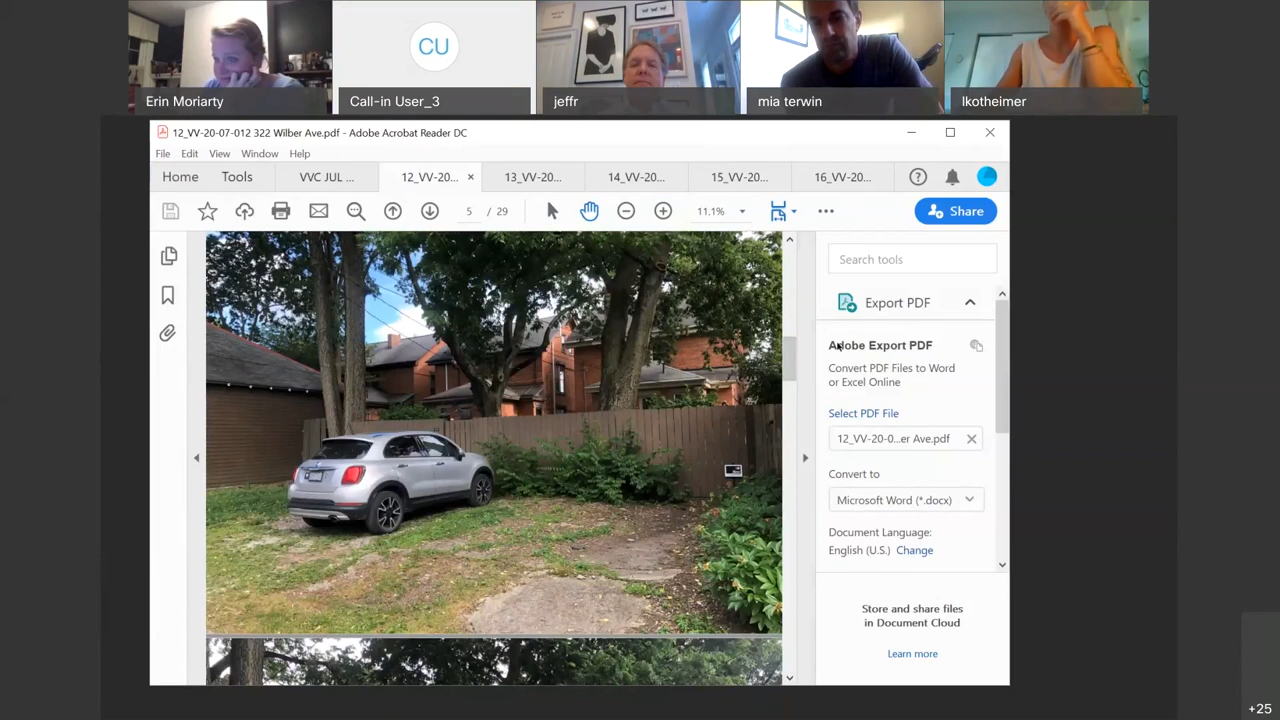 CU
Erin Moriarty
Call-in User_3
jeffr
mia terwin
lkotheimer
12_VV-20-07-012 322 Wilber Ave.pdf - Adobe Acrobat Reader DC
File Edit View Window Help
Home Tools VVC JUL ... 12_VV-20... × 13_VV-20... 14_VV-20... 15_VV-20... 16_VV-20...
5 / 29 11.1% Share
Search tools
Export PDF
Adobe Export PDF
Convert PDF Files to Word
or Excel Online
Select PDF File
12_VV-20-0...er Ave.pdf
Convert to
Microsoft Word (*.docx)
Document Language:
English (U.S.) Change
Store and share files
in Document Cloud
Learn more
+25